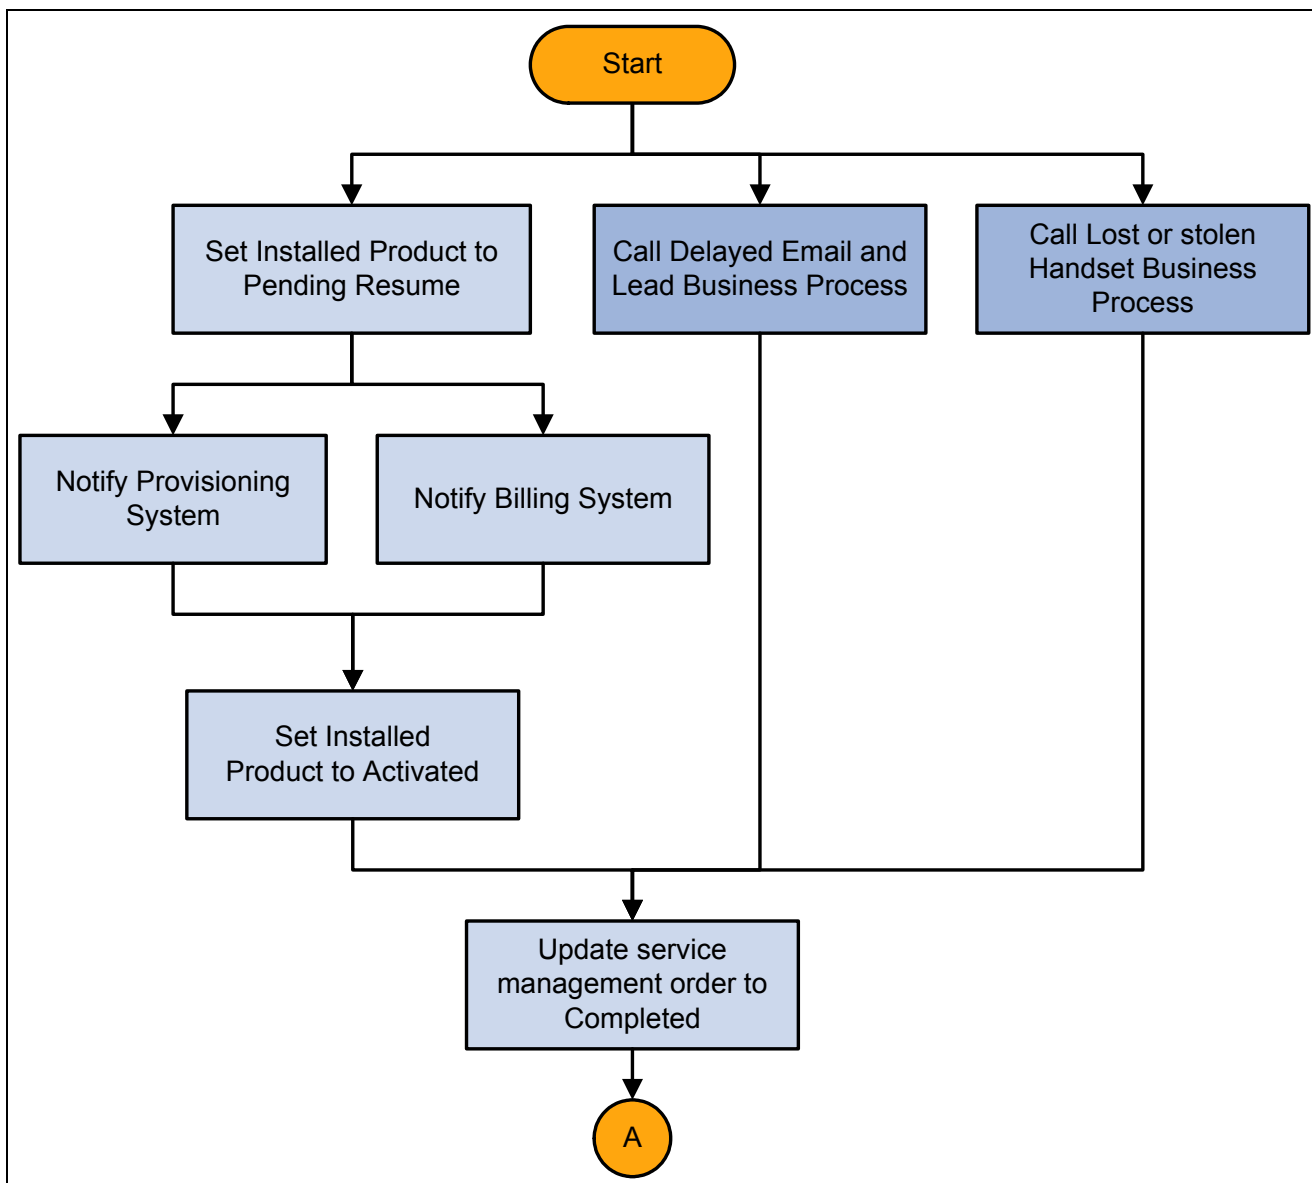 Start
Set Installed Product to
Pending Resume
Call Delayed Email and
Lead Business Process
Call Lost or stolen
Handset Business
Process
Notify Provisioning
System
Notify Billing System
Set Installed
Product to Activated
Update service
management order to
Completed
A